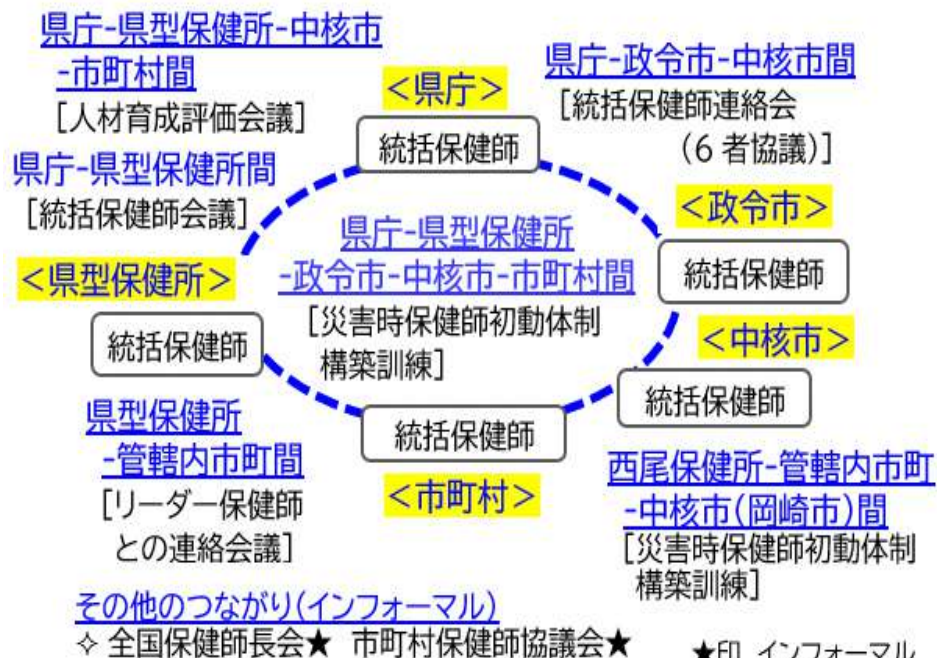 県庁-県型保健所-中核市
-市町村間
[人材育成評価会議]
<県庁>
統括保健師
県庁-政令市-中核市間
[統括保健師連絡会
(6 者協議)]
県庁-県型保健所間
[統括保健師会議]
<県型保健所>
統括保健師
県庁-県型保健所
-政令市-中核市-市町村間
[災害時保健師初動体制
構築訓練]
<政令市>
統括保健師
<中核市>
統括保健師
県型保健所
-管轄内市町間
[リーダー保健師
との連絡会議]
統括保健師
<市町村>
西尾保健所-管轄内市町
-中核市(岡崎市)間
[災害時保健師初動体制
構築訓練]
その他のつながり(インフォーマル)
✧ 全国保健師長会★ 市町村保健師協議会★
★印 インフォーマル